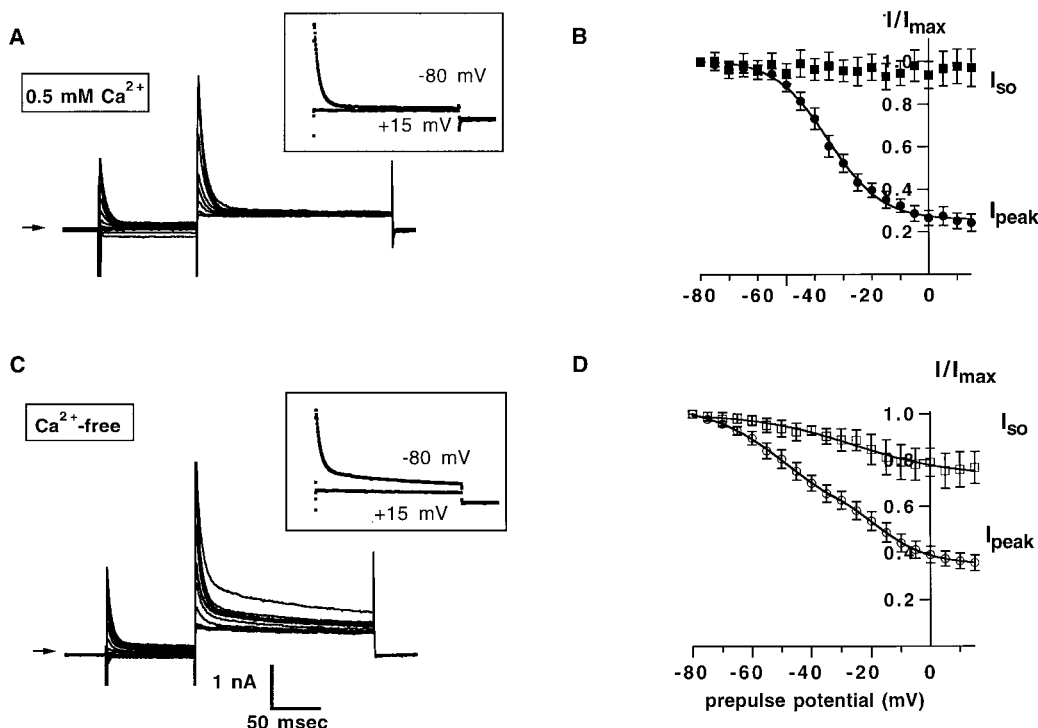 A
0.5 mM Ca2+
-80 mV
+15 mV
B
I/Imax
1.0
0.8
0.6
0.4
0.2
Iso
Ipeak
-80 -60 -40 -20 0
C
Ca2+-free
-80 mV
+15 mV
1 nA
50 msec
D
I/Imax
1.0
0.8
0.6
0.4
0.2
Iso
Ipeak
-80 -60 -40 -20 0
prepulse potential (mV)